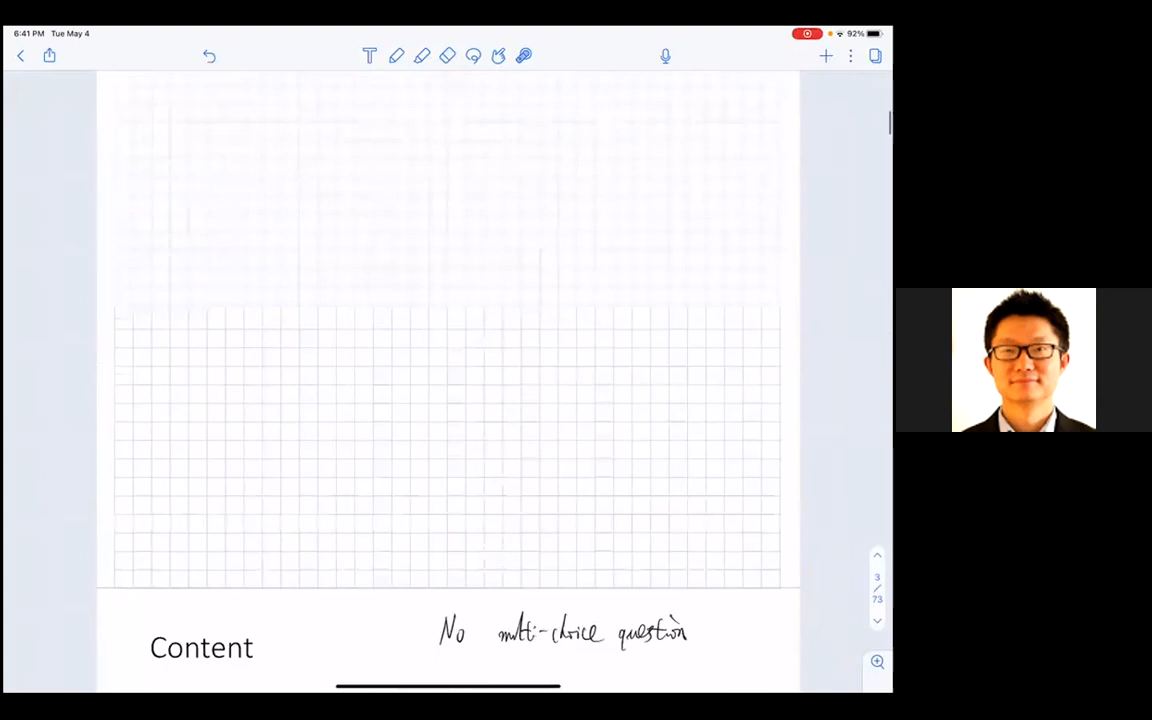 6:41 PM Tue May 4
92%
T
3
/
73
No multi-choice question
Content